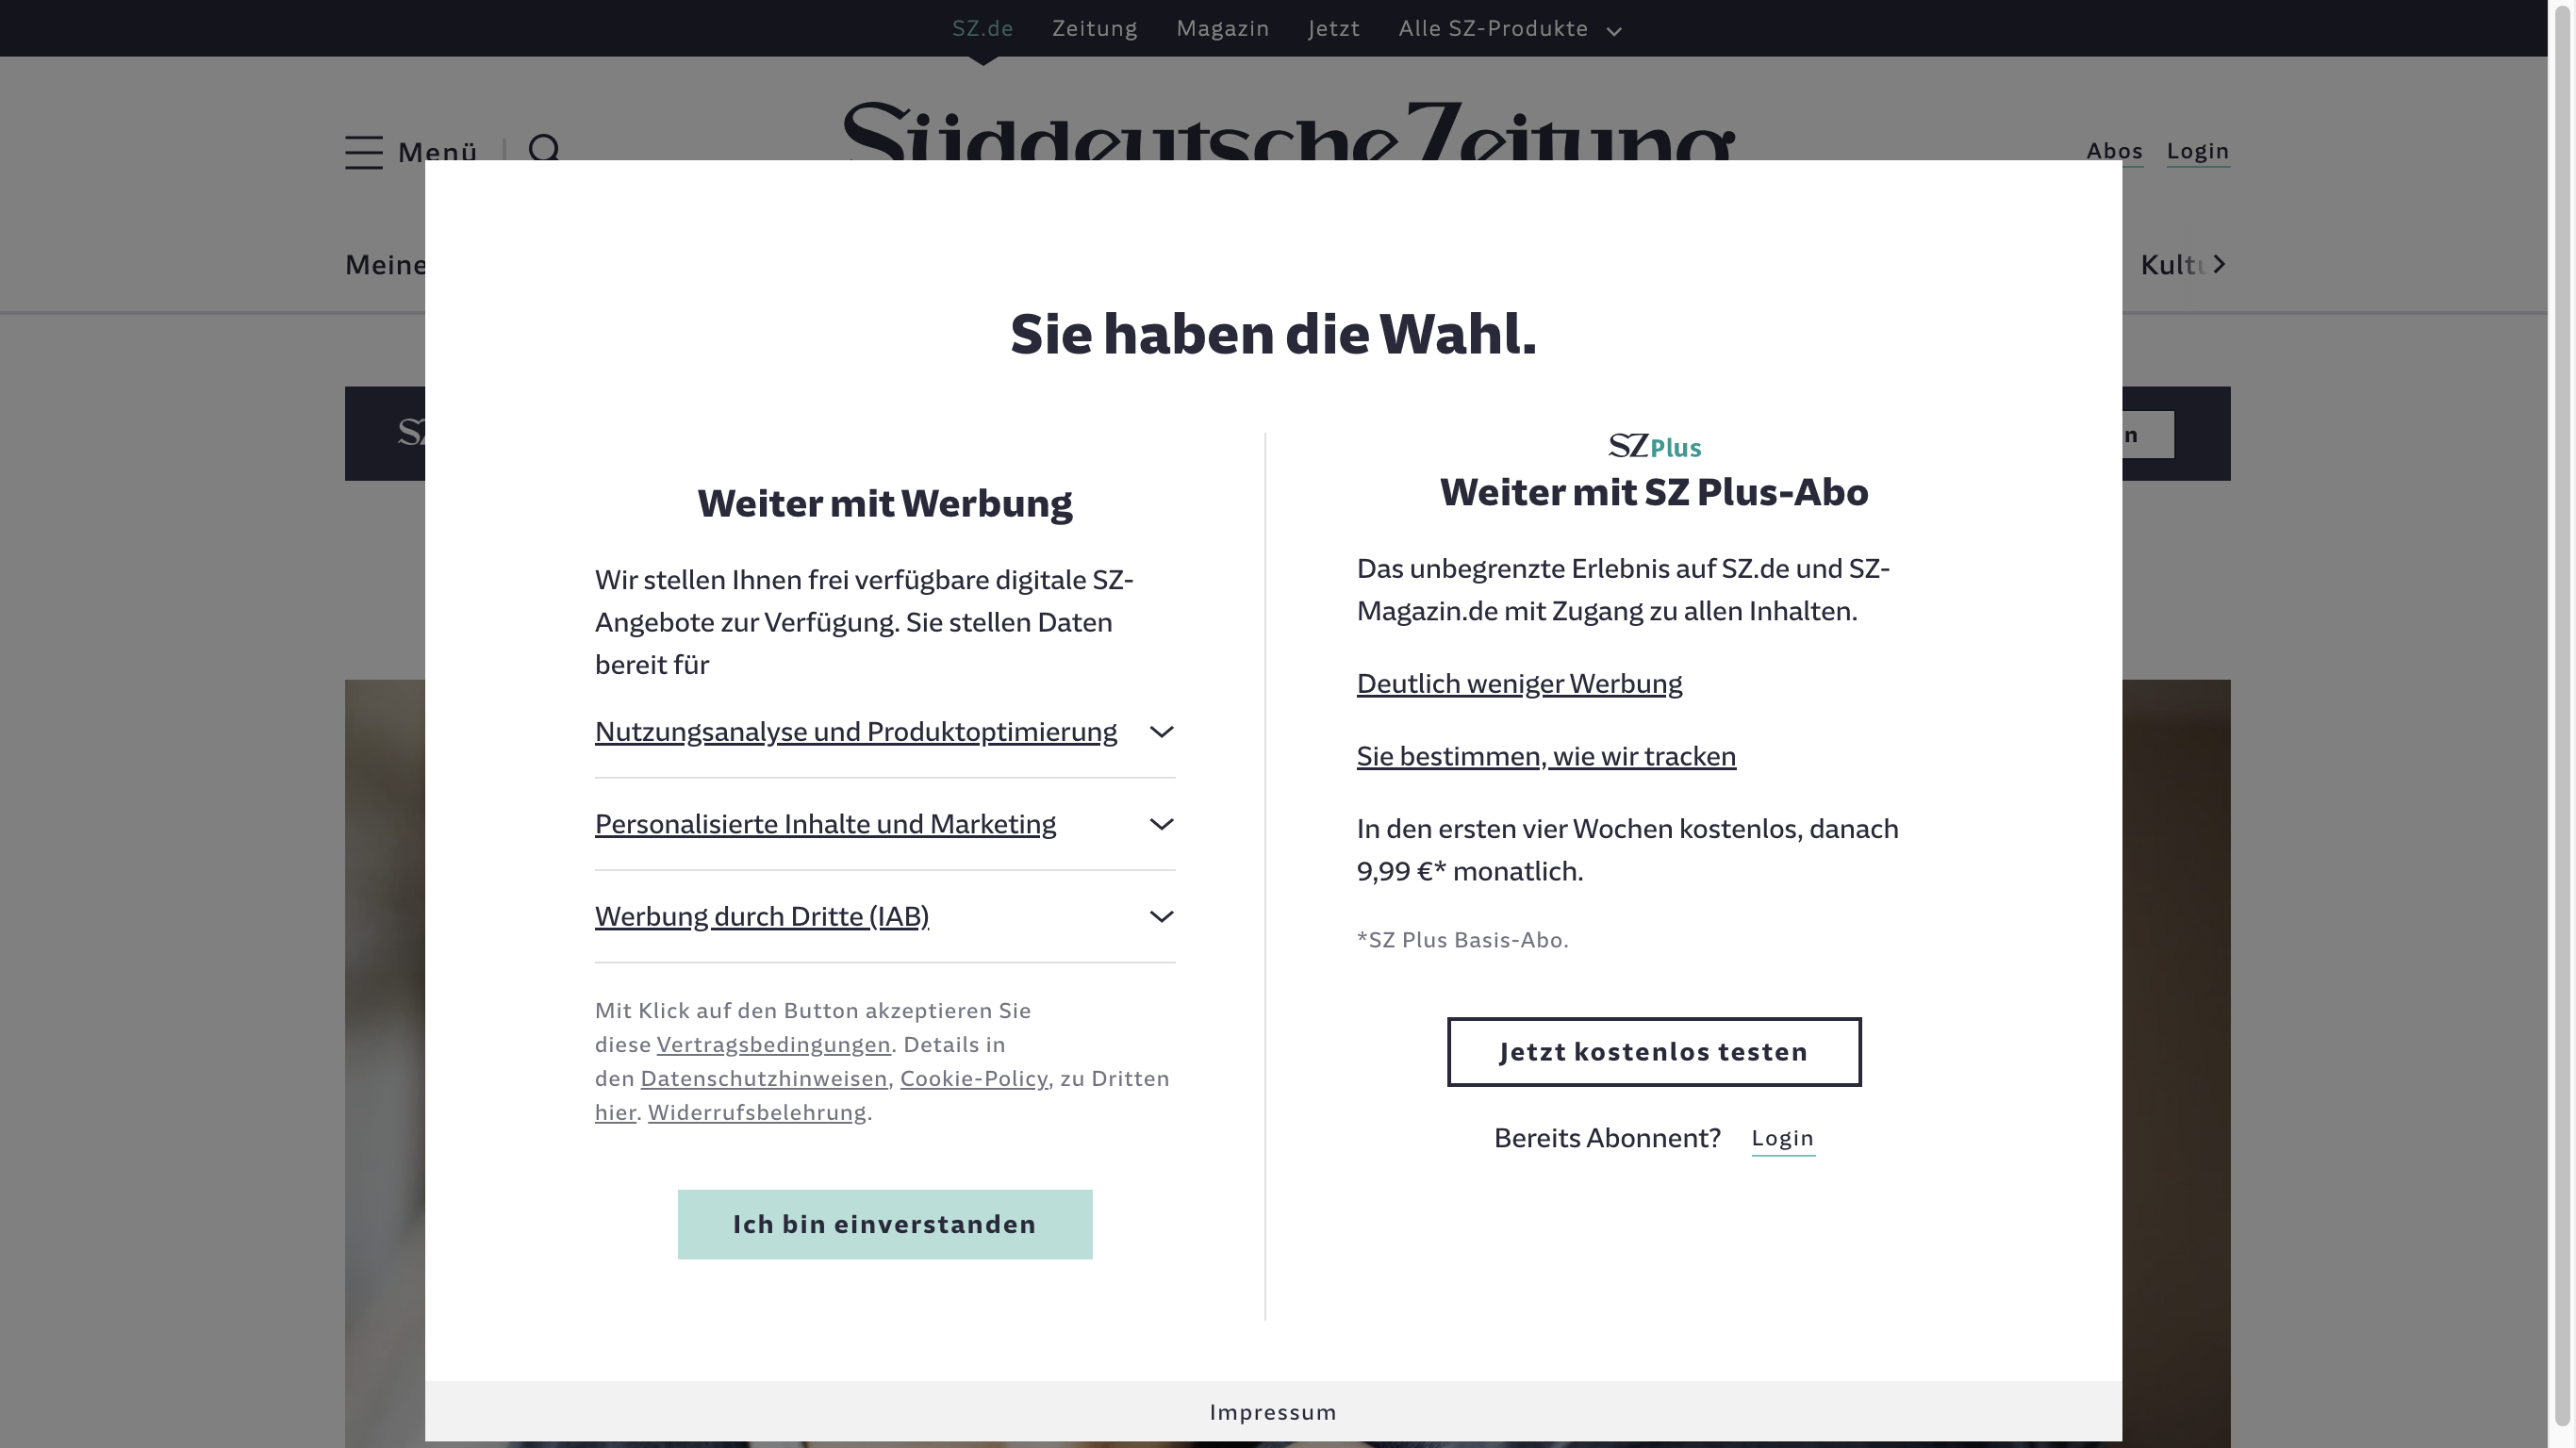 SZ.de Zeitung Magazin Jetzt Alle SZ-Produkte
Menü
Süddeutsche Zeitung
Abos Login
Meine
Kultu
SZ
n
Sie haben die Wahl.
Weiter mit Werbung
Wir stellen Ihnen frei verfügbare digitale SZ-
Angebote zur Verfügung. Sie stellen Daten
bereit für
Nutzungsanalyse und Produktoptimierung
Personalisierte Inhalte und Marketing
Werbung durch Dritte (IAB)
Mit Klick auf den Button akzeptieren Sie
diese Vertragsbedingungen. Details in
den Datenschutzhinweisen, Cookie-Policy, zu Dritten
hier. Widerrufsbelehrung.
Ich bin einverstanden
SZ Plus
Weiter mit SZ Plus-Abo
Das unbegrenzte Erlebnis auf SZ.de und SZ-
Magazin.de mit Zugang zu allen Inhalten.
Deutlich weniger Werbung
Sie bestimmen, wie wir tracken
In den ersten vier Wochen kostenlos, danach
9,99 €* monatlich.
*SZ Plus Basis-Abo.
Jetzt kostenlos testen
Bereits Abonnent? Login
Impressum